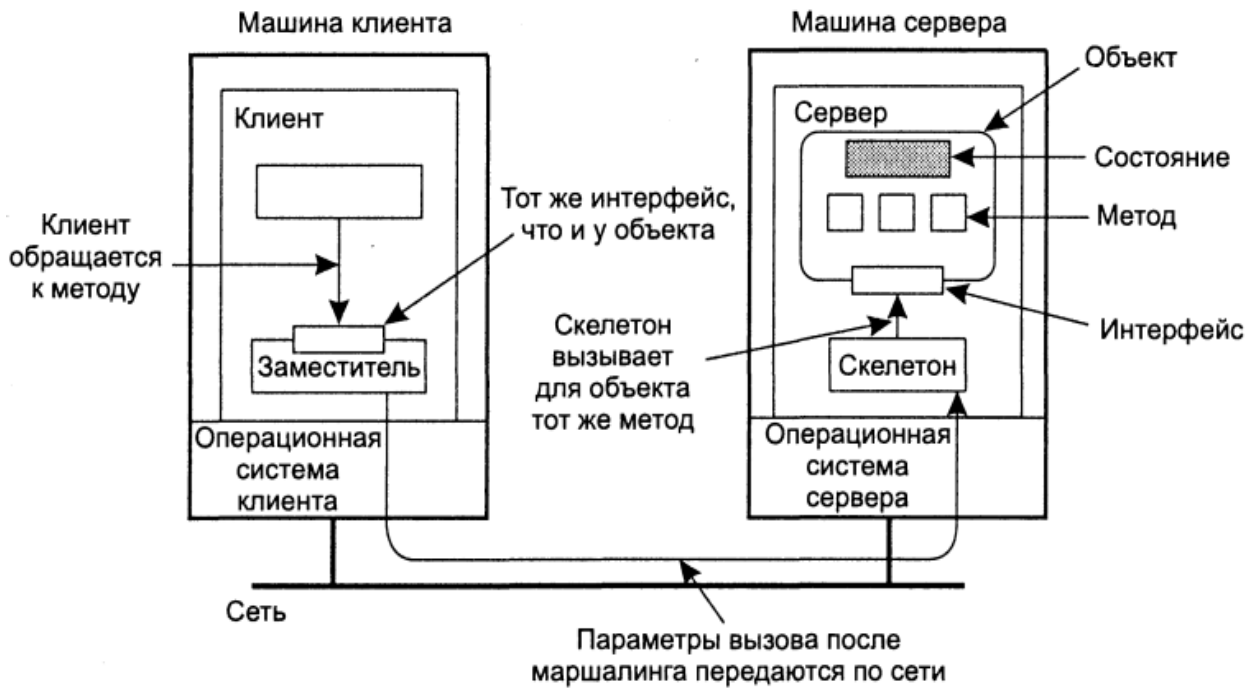 Машина клиента
Машина сервера
Объект
Клиент
Сервер
Состояние
Тот же интерфейс,
что и у объекта
Метод
Клиент
обращается
к методу
Интерфейс
Скелетон
вызывает
для объекта
тот же метод
Заместитель
Скелетон
Операционная
система
клиента
Операционная
система
сервера
Сеть
Параметры вызова после
маршалинга передаются по сети